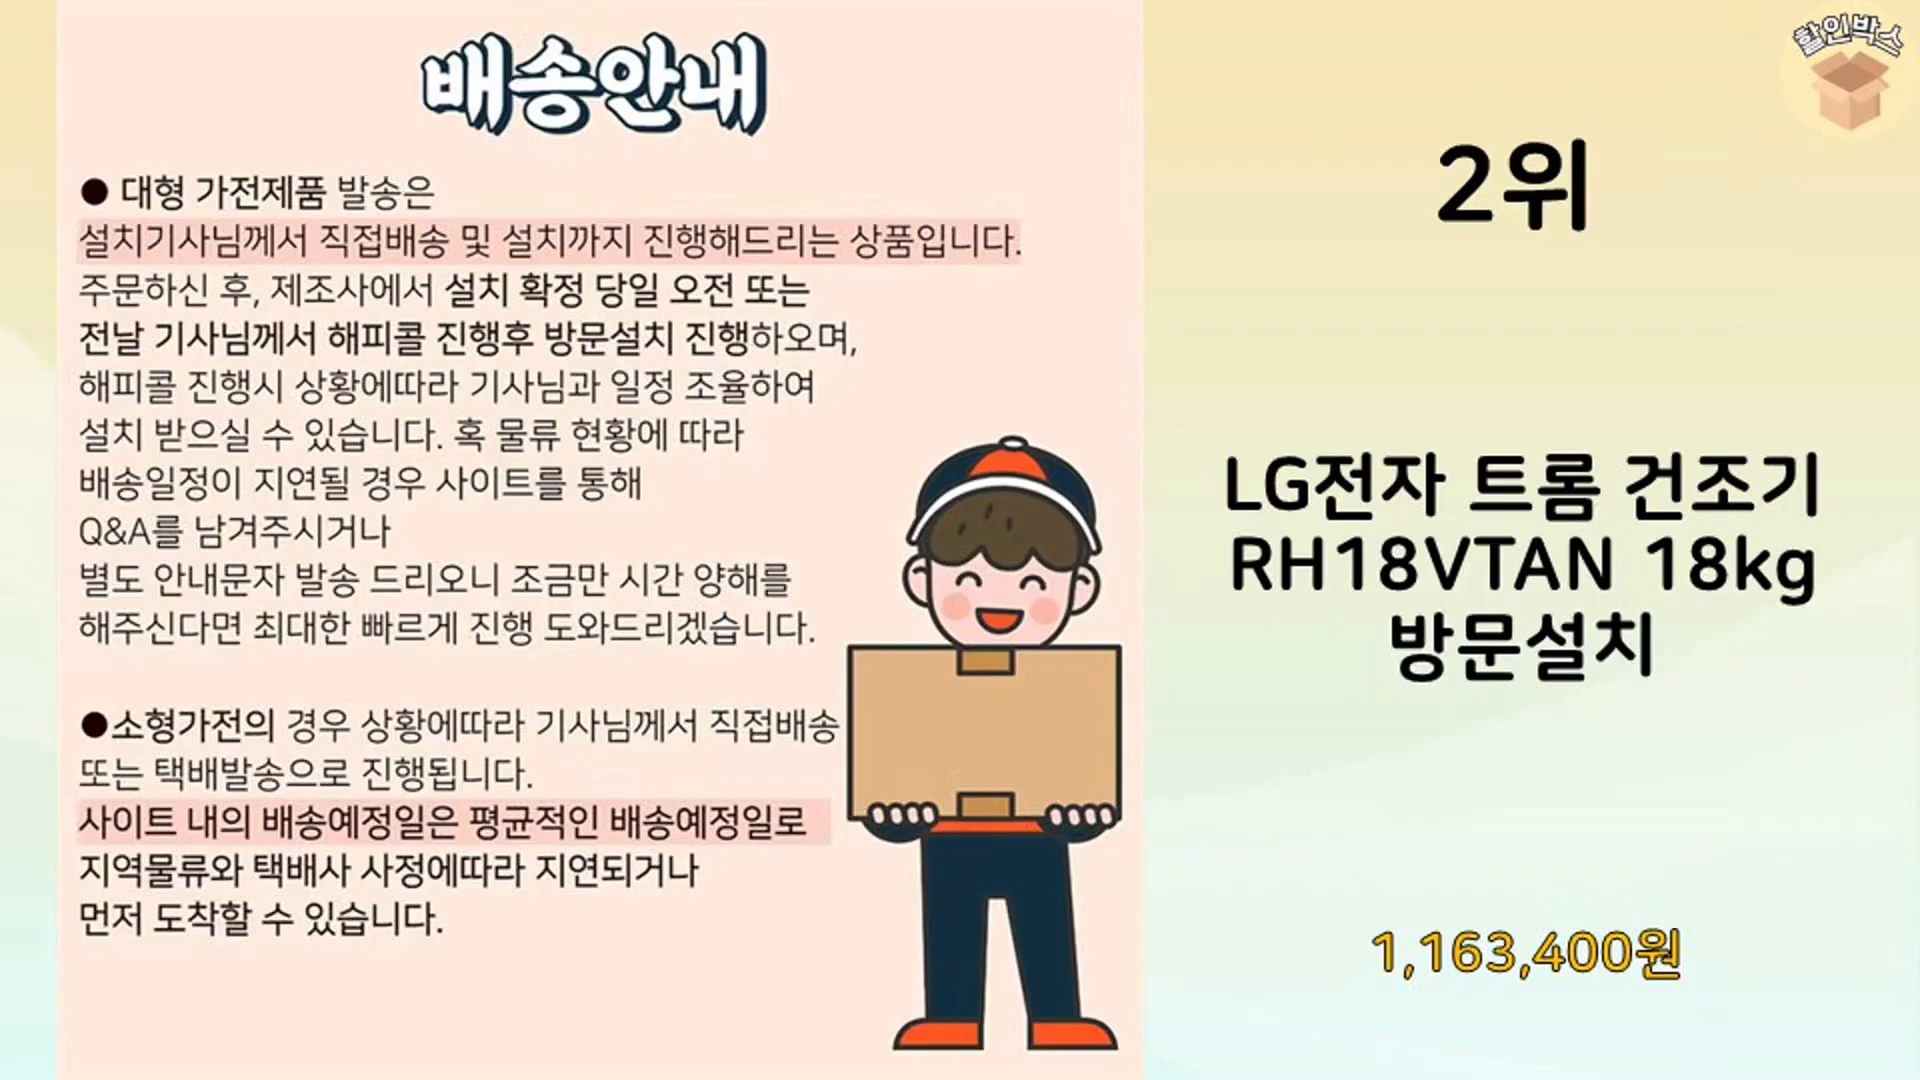 배송안내
● 대형 가전제품 발송은
설치기사님께서 직접배송 및 설치까지 진행해드리는 상품입니다.
주문하신 후, 제조사에서 설치 확정 당일 오전 또는
전날 기사님께서 해피콜 진행후 방문설치 진행하오며,
해피콜 진행시 상황에따라 기사님과 일정 조율하여
설치 받으실 수 있습니다. 혹 물류 현황에 따라
배송일정이 지연될 경우 사이트를 통해
Q&A를 남겨주시거나
별도 안내문자 발송 드리오니 조금만 시간 양해를
해주신다면 최대한 빠르게 진행 도와드리겠습니다.
●소형가전의 경우 상황에따라 기사님께서 직접배송
또는 택배발송으로 진행됩니다.
사이트 내의 배송예정일은 평균적인 배송예정일로
지역물류와 택배사 사정에따라 지연되거나
먼저 도착할 수 있습니다.
할인박스
2위
LG전자 트롬 건조기
RH18VTAN 18kg
방문설치
1,163,400원